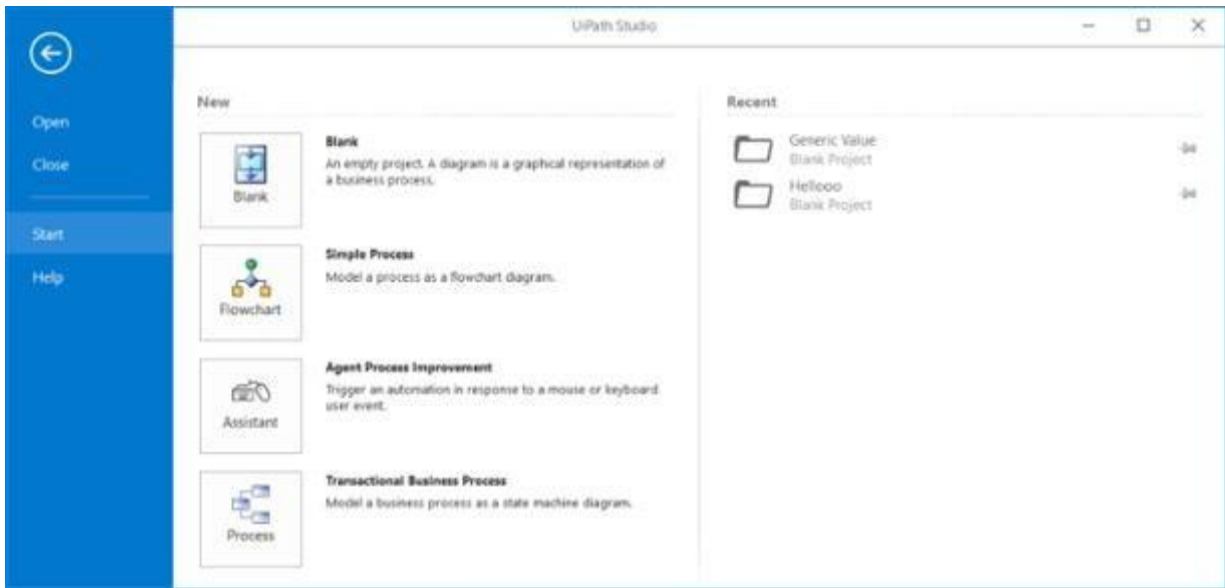 UiPath Studio
Open
Close
Start
Help
New
Blank
Blank
An empty project. A diagram is a graphical representation of
a business process.
Flowchart
Simple Process
Model a process as a flowchart diagram.
Assistant
Agent Process Improvement
Trigger an automation in response to a mouse or keyboard
user event.
Process
Transactional Business Process
Model a business process as a state machine diagram.
Recent
Generic Value
Blank Project
Hellooo
Blank Project